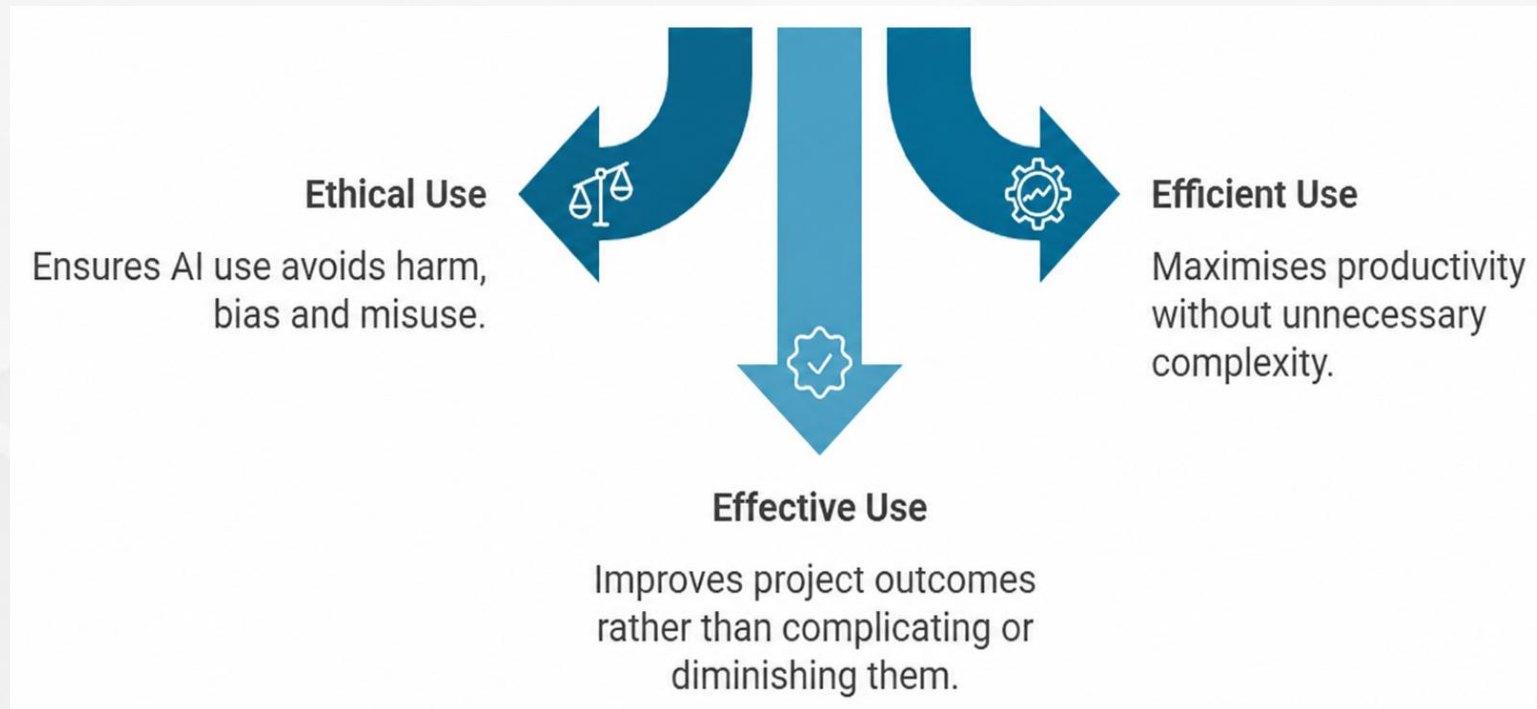 Ethical Use
Ensures AI use avoids harm,
bias and misuse.
Efficient Use
Maximises productivity
without unnecessary
complexity.
Effective Use
Improves project outcomes
rather than complicating or
diminishing them.